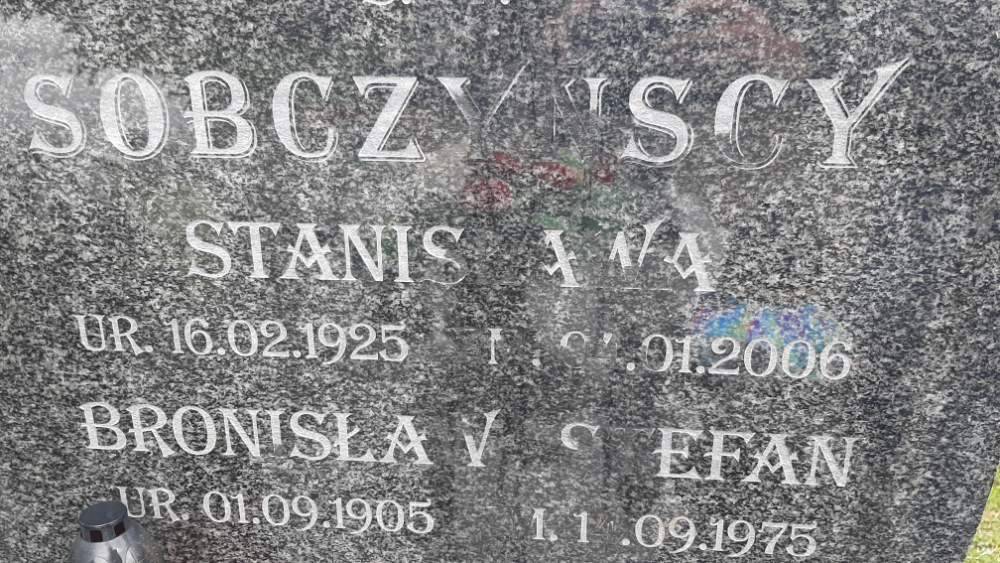 SOBCZYŃSCY
STANISŁAWA
UR. 16.02.1925
BRONISŁAW STEFAN
UR. 01.09.1905